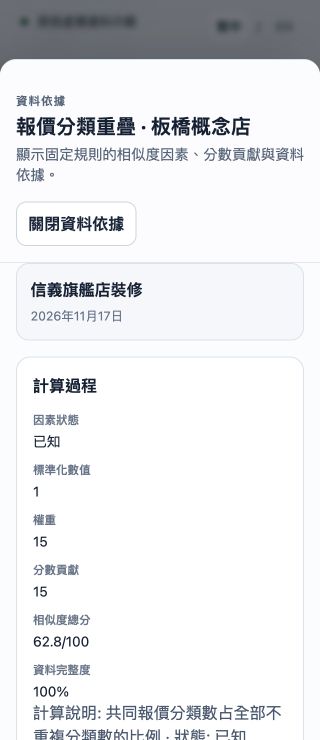 資料依據
報價分類重疊 · 板橋概念店
顯示固定規則的相似度因素、分數貢獻與資料
依據。
關閉資料依據
信義旗艦店裝修
2026年11月17日
計算過程
因素狀態
已知
標準化數值
1
權重
15
分數貢獻
15
相似度總分
62.8/100
資料完整度
100%
計算說明: 共同報價分類數占全部不
重複分類數的比例 · 狀態: 已知